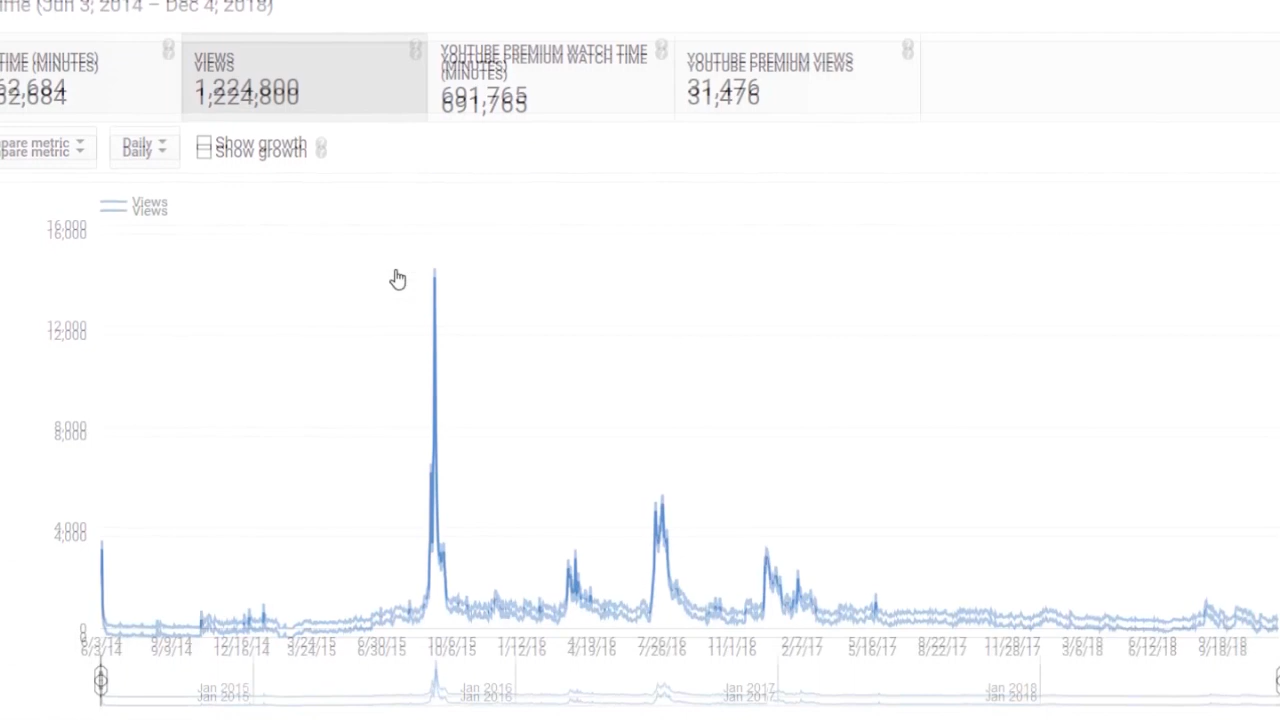 (Jun 3, 2014 – Dec 4, 2018)
TIME (MINUTES)
VIEWS
YOUTUBE PREMIUM WATCH TIME
(MINUTES)
YOUTUBE PREMIUM VIEWS
2,684
1,224,800
691,765
31,476
metric
Daily
Show growth
Views
16,000
12,000
8,000
4,000
0
6/3/14 9/9/14 12/16/14 3/24/15 6/30/15 10/6/15 1/12/16 4/19/16 7/26/16 11/1/16 2/7/17 5/16/17 8/22/17 11/28/17 3/6/18 6/12/18 9/18/18
Jan 2015 Jan 2016 Jan 2017 Jan 2018